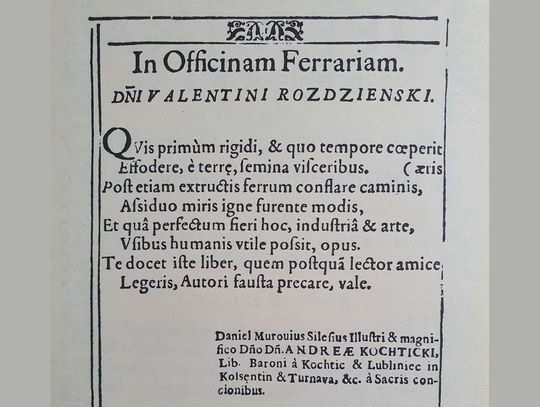 In Officinam Ferrariam.
DÑI VALENTINI ROZDZIENSKI.
QVis primùm rigidi, & quo tempore cœperit
Effodere, è terrę, semina visceribus. (æris
Post etiam extructis ferrum conflare caminis,
Assiduo miris igne furente modis,
Et quâ perfectum fieri hoc, industriâ & arte,
Vsibus humanis vtile possit, opus.
Te docet iste liber, quem postquã lector amice
Legeris, Autori fausta precare, vale.
Daniel Murouius Silesius Illustri & magni-
fico Dño Dñ. ANDREÆ KOCHTICKI,
Lib. Baroni à Kochtic & Lubliniec in
Kolsentin & Turnava, &c. à Sacris con-
cionibus.